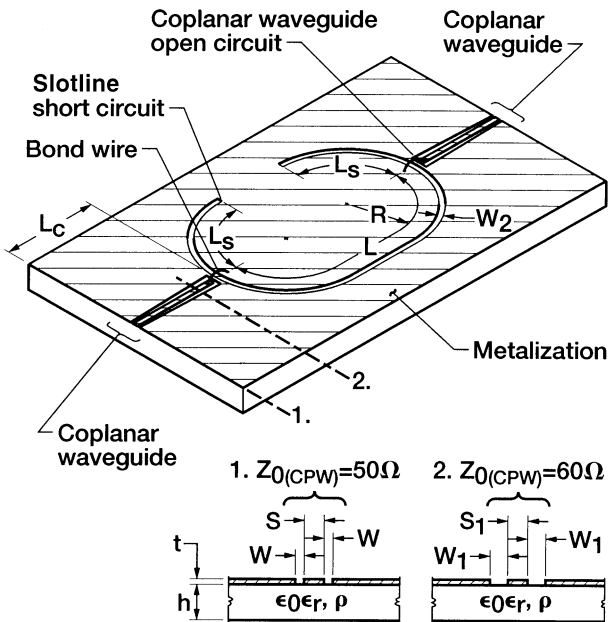 Coplanar waveguide
open circuit
Coplanar
waveguide
Slotline
short circuit
Bond wire
LS
LC
R
W2
LS
L
Metalization
2.
1.
Coplanar
waveguide
1. Z0(CPW)=50Ω
2. Z0(CPW)=60Ω
S
S1
W
W
W1
W1
t
h
ϵ0ϵr, ρ
ϵ0ϵr, ρ